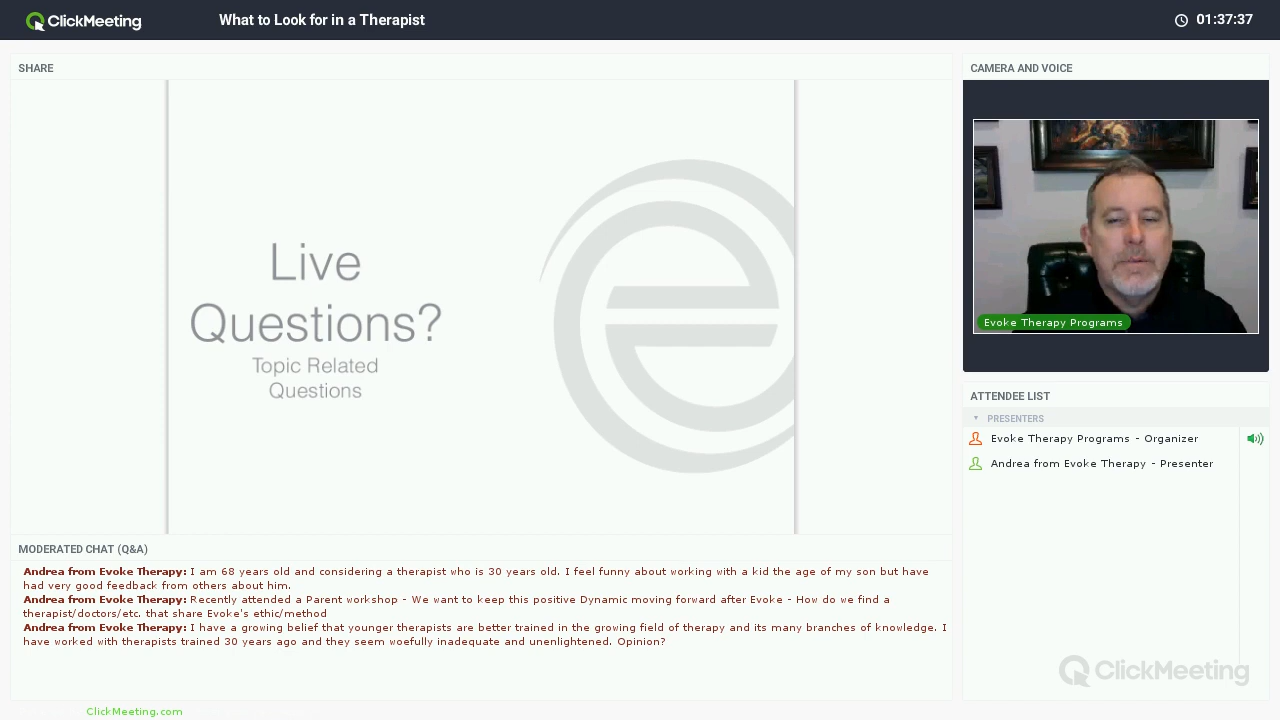 ClickMeeting
What to Look for in a Therapist
01:37:37
SHARE
Live
Questions?
Topic Related
Questions
MODERATED CHAT (Q&A)
Andrea from Evoke Therapy: I am 68 years old and considering a therapist who is 30 years old. I feel funny about working with a kid the age of my son but have
had very good feedback from others about him.
Andrea from Evoke Therapy: Recently attended a Parent workshop - We want to keep this positive Dynamic moving forward after Evoke - How do we find a
therapist/doctors/etc. that share Evoke's ethic/method
Andrea from Evoke Therapy: I have a growing belief that younger therapists are better trained in the growing field of therapy and its many branches of knowledge. I
have worked with therapists trained 30 years ago and they seem woefully inadequate and unenlightened. Opinion?
CAMERA AND VOICE
Evoke Therapy Programs
ATTENDEE LIST
PRESENTERS
Evoke Therapy Programs - Organizer
Andrea from Evoke Therapy - Presenter
ClickMeeting
ClickMeeting.com